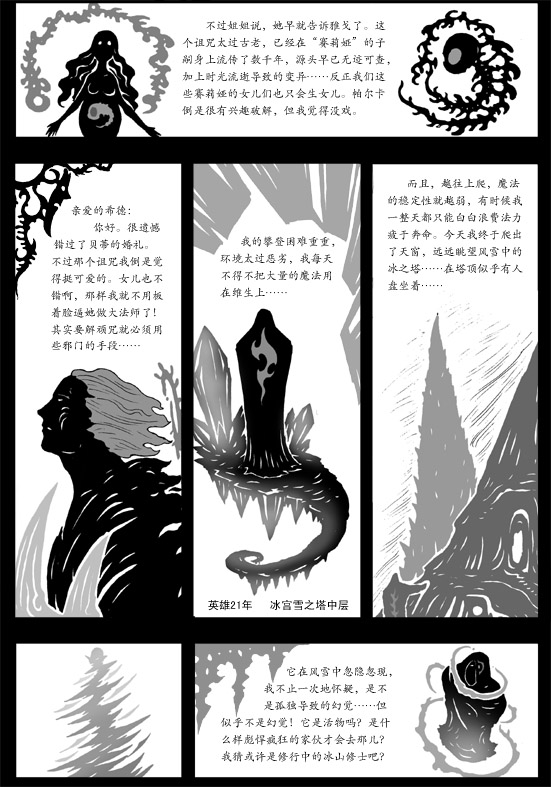 不过姐姐说，她早就告诉雅戈了。这
个诅咒太过古老，已经在“赛莉娅”的子
嗣身上流传了数千年，源头早已无迹可查，
加上时光流逝导致的变异……反正我们这
些赛莉娅的女儿们也只会生女儿。帕尔卡
倒是很有兴趣破解，但我觉得没戏。
亲爱的希德：
你好。很遗憾
错过了贝蒂的婚礼。
不过那个诅咒我倒是觉
得挺可爱的。女儿也不
错啊，那样我就不用板
着脸逼她做大法师了！
其实要解顽咒就必须用
些邪门的手段……
我的攀登困难重重，
环境太过恶劣，我每天
不得不把大量的魔法用
在维生上……
英雄21年 冰宫雪之塔中层
而且，越往上爬，魔法
的稳定性就越弱，有时候我
一整天都只能白白浪费法力
疲于奔命。今天我终于爬出
了天窗，远远眺望风雪中的
冰之塔……在塔顶似乎有人
盘坐着……
它在风雪中忽隐忽现，
我不止一次地怀疑，是不
是孤独导致的幻觉……但
似乎不是幻觉！它是活物吗？是什
么样彪悍疯狂的家伙才会去那儿？
我猜或许是修行中的冰山修士吧？